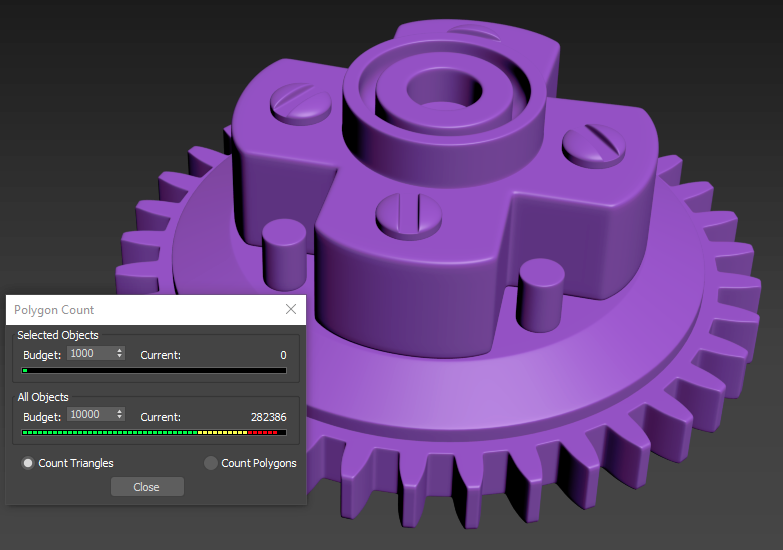 Polygon Count
Selected Objects
Budget: 1000 Current: 0
All Objects
Budget: 10000 Current: 282386
Count Triangles Count Polygons
Close